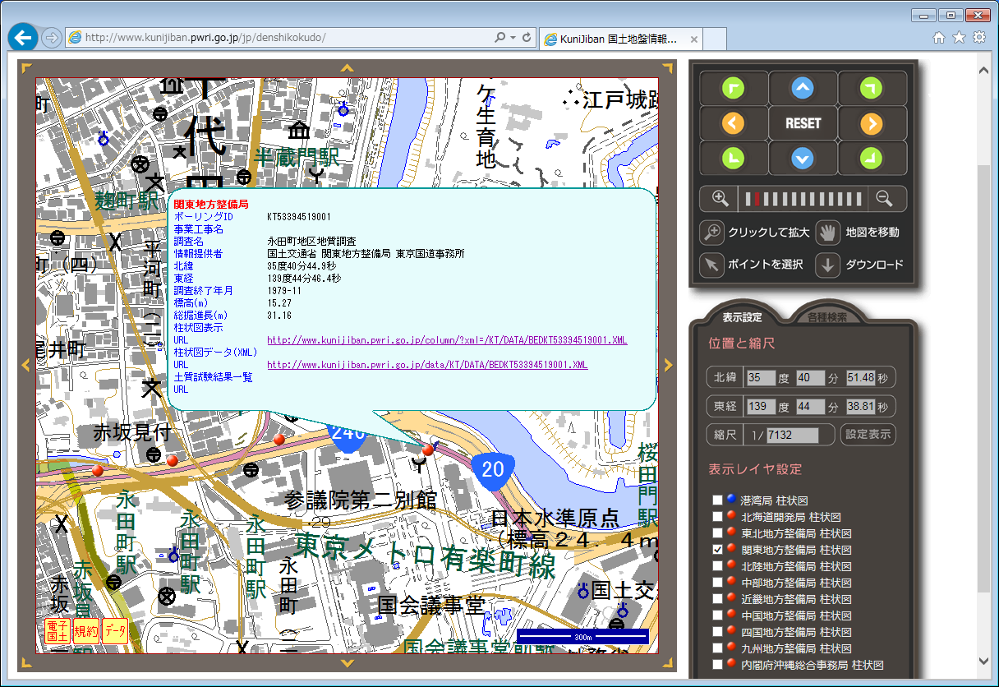 http://www.kunijiban.pwri.go.jp/jp/denshikokudo/
KuniJiban 国土地盤情報...
町
千代田
ケ生育地
江戸城跡
半蔵門駅
麹町駅
平河町(二)
町(四)
尾井町
関東地方整備局
ボーリングID KT53394519001
事業工事名
調査名 永田町地区地質調査
情報提供者 国土交通省 関東地方整備局 東京国道事務所
北緯 35度40分44.9秒
東経 139度44分46.4秒
調査終了年月 1979-11
標高(m) 15.27
総掘進長(m) 31.16
柱状図表示
URL http://www.kunijiban.pwri.go.jp/column/?xml=/KT/DATA/BEDKT53394519001.XML
柱状図データ(XML)
URL http://www.kunijiban.pwri.go.jp/data/KT/DATA/BEDKT53394519001.XML
土質試験結果一覧
URL
赤坂見付
246
20
桜田門駅
参議院第二別館
日本水準原点
(標高24.4m
・29
永田町駅
永田町駅
永田町駅
東京メトロ有楽町線
赤坂
赤坂見
永田町
国会議事堂
国土交
国会議事堂前駅
300m
電子国土
規約
データ
RESET
クリックして拡大
地図を移動
ポイントを選択
ダウンロード
表示設定
各種検索
位置と縮尺
北緯 35 度 40 分 51.48 秒
東経 139 度 44 分 38.81 秒
縮尺 1/ 7132 設定表示
表示レイヤ設定
港湾局 柱状図
北海道開発局 柱状図
東北地方整備局 柱状図
関東地方整備局 柱状図
北陸地方整備局 柱状図
中部地方整備局 柱状図
近畿地方整備局 柱状図
中国地方整備局 柱状図
四国地方整備局 柱状図
九州地方整備局 柱状図
内閣府沖縄総合事務局 柱状図